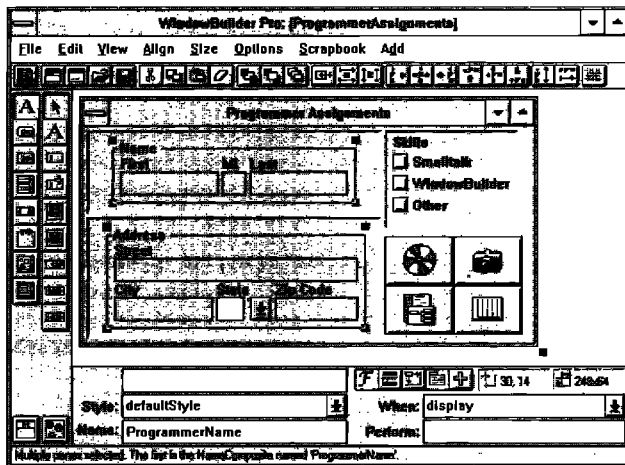 WindowBuilder Pro: [ProgrammerAssignments]
File Edit View Align Size Options Scrapbook Add
Programmer Assignments
Name
First MI Last
Skills
Smalltalk
WindowBuilder
Other
Address
Street
City State Zip Code
30, 14 248x64
Style: defaultStyle When: display
Name: ProgrammerName Perform:
Multiple panes selected. The first is the NameComposite named 'ProgrammerName'.